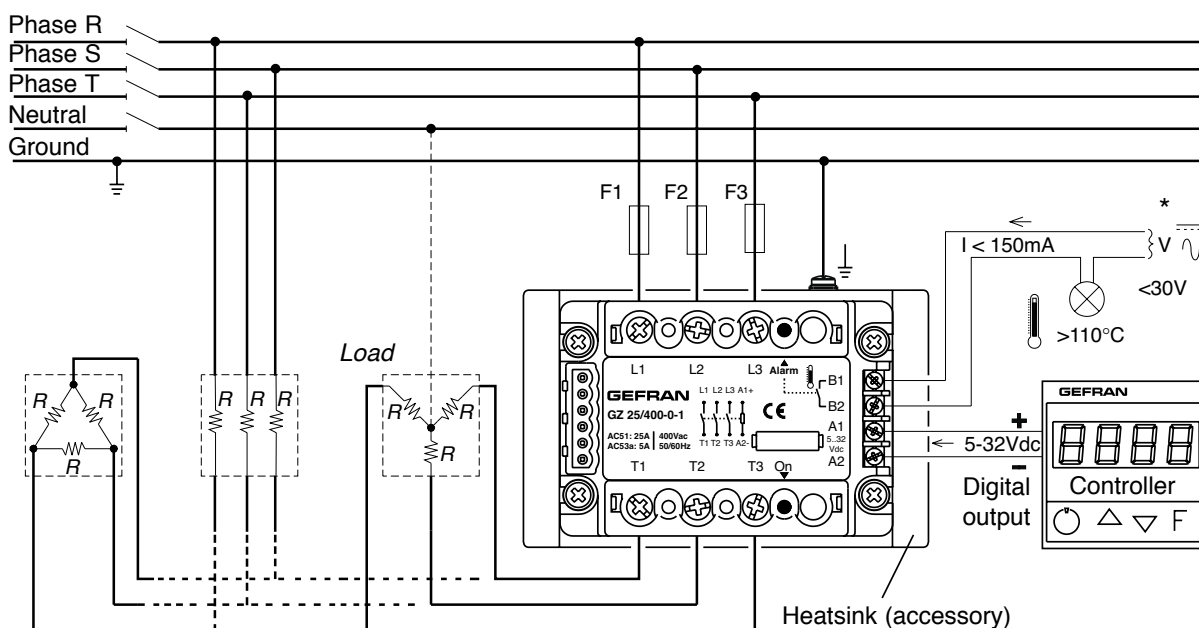 Phase R
Phase S
Phase T
Neutral
Ground
F1 F2 F3
*
I < 150mA
V
<30V
>110°C
Load
R R R
R R R
R R R
L1 L2 L3 Alarm
B1
B2
A1
A2
GEFRAN
GZ 25/400-0-1
AC51: 25A 400Vac
AC53a: 5A 50/60Hz
L1 L2 L3 A1+
T1 T2 T3 A2-
CE
5..32
Vdc
T1 T2 T3 On
+
5-32Vdc
-
Digital
output
GEFRAN
8888
Controller
F
Heatsink (accessory)